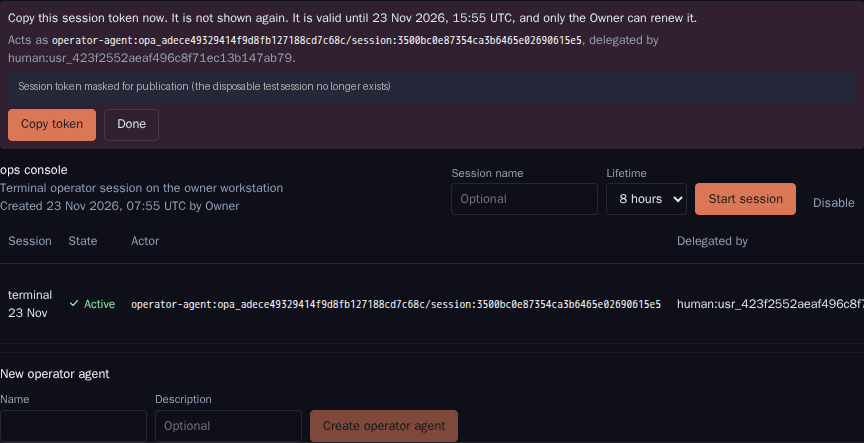 Copy this session token now. It is not shown again. It is valid until 23 Nov 2026, 15:55 UTC, and only the Owner can renew it.
Acts as operator-agent:opa_adece49329414f9d8fb127188cd7c68c/session:3500bc0e87354ca3b6465e02690615e5, delegated by
human:usr_423f2552aeaf496c8f71ec13b147ab79.
Session token masked for publication (the disposable test session no longer exists)
Copy token Done
ops console
Terminal operator session on the owner workstation
Created 23 Nov 2026, 07:55 UTC by Owner
Session name Lifetime
Optional 8 hours Start session Disable
Session State Actor Delegated by
terminal
23 Nov
Active operator-agent:opa_adece49329414f9d8fb127188cd7c68c/session:3500bc0e87354ca3b6465e02690615e5 human:usr_423f2552aeaf496c8f7
New operator agent
Name Description
Optional Create operator agent